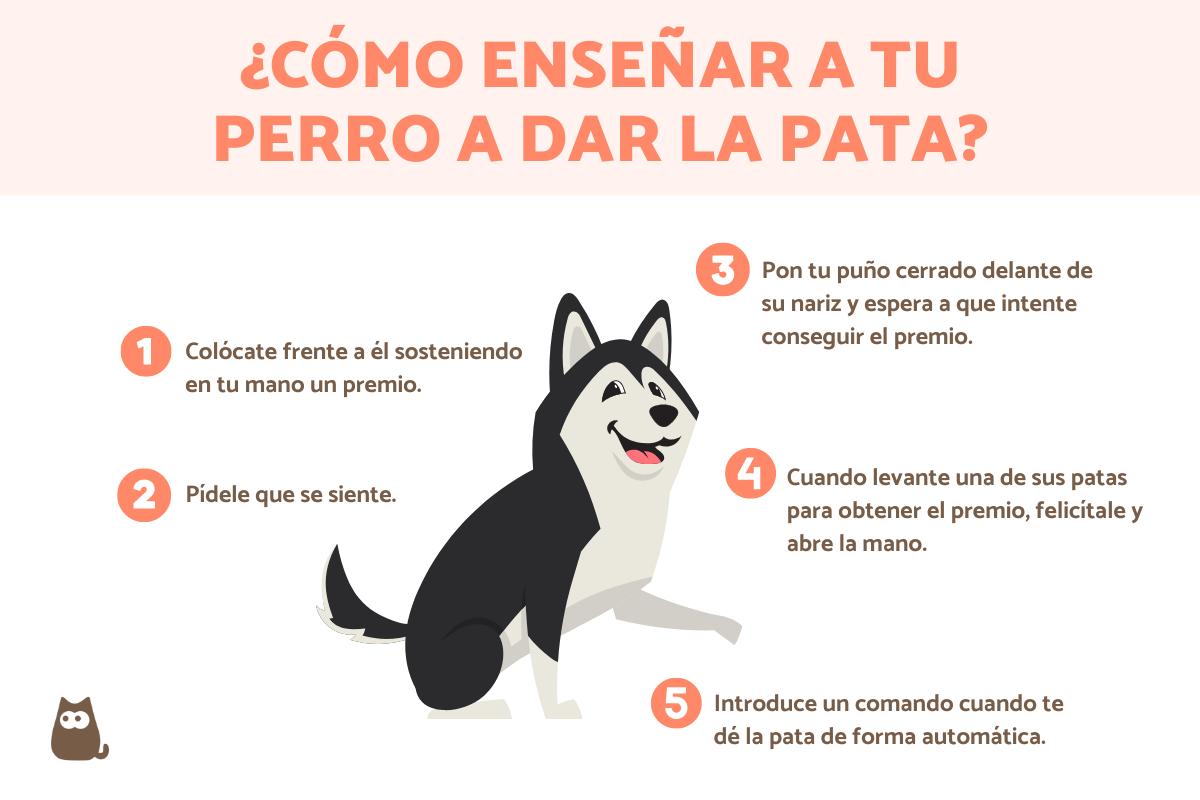 ¿CÓMO ENSEÑAR A TU
PERRO A DAR LA PATA?
1
Colócate frente a él sosteniendo
en tu mano un premio.
2
Pídele que se siente.
3
Pon tu puño cerrado delante de
su nariz y espera a que intente
conseguir el premio.
4
Cuando levante una de sus patas
para obtener el premio, felicítale y
abre la mano.
5
Introduce un comando cuando te
dé la pata de forma automática.